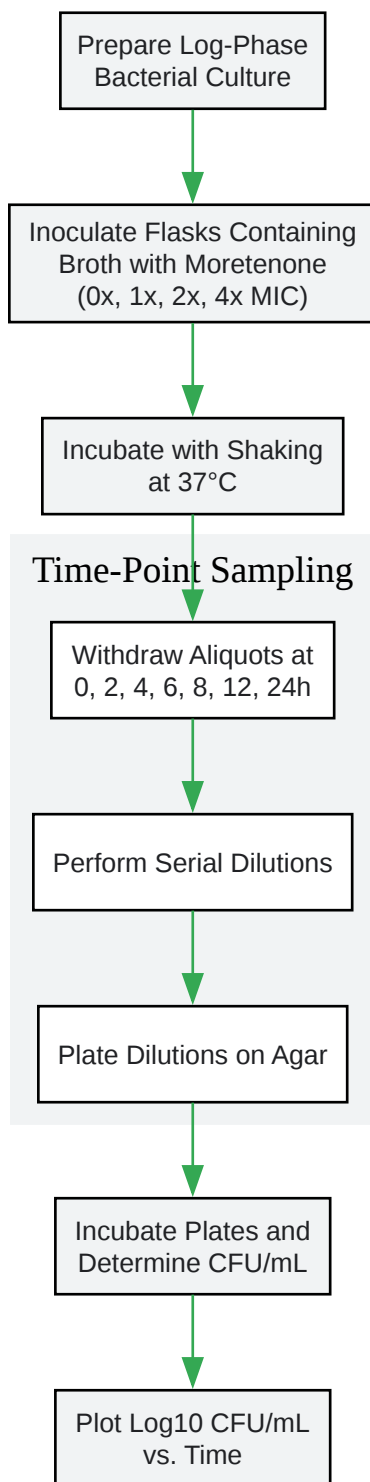 Prepare Log-Phase
Bacterial Culture
Inoculate Flasks Containing
Broth with Moretenone
(0x, 1x, 2x, 4x MIC)
Incubate with Shaking
at 37°C
Time-Point Sampling
Withdraw Aliquots at
0, 2, 4, 6, 8, 12, 24h
Perform Serial Dilutions
Plate Dilutions on Agar
Incubate Plates and
Determine CFU/mL
Plot Log10 CFU/mL
vs. Time